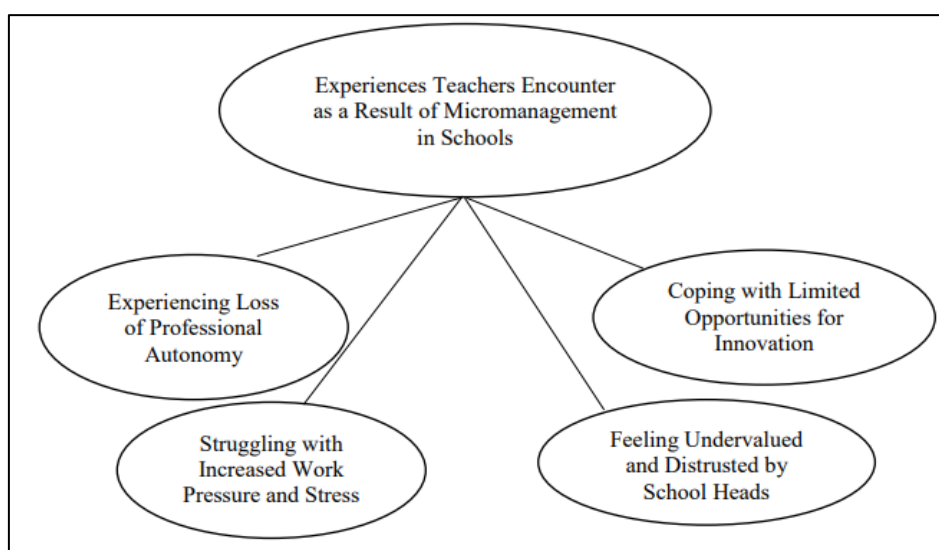 Experiences Teachers Encounter
as a Result of Micromanagement
in Schools
Experiencing Loss
of Professional
Autonomy
Coping with Limited
Opportunities for
Innovation
Struggling with
Increased Work
Pressure and Stress
Feeling Undervalued
and Distrusted by
School Heads